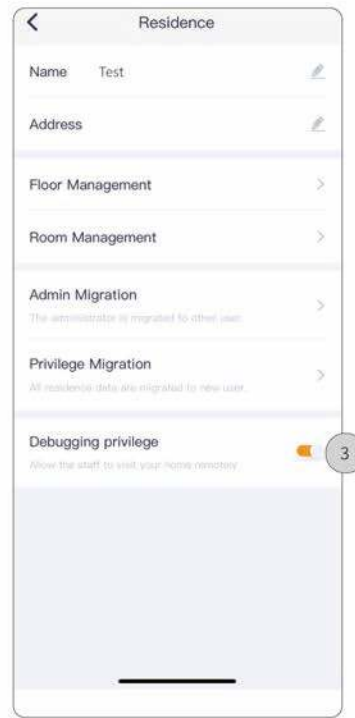 Residence
Name Test
Address
Floor Management
Room Management
Admin Migration
The administrator is migrated to other user.
Privilege Migration
All residence data are migrated to new user.
Debugging privilege
Allow the staff to visit your home remotely
3